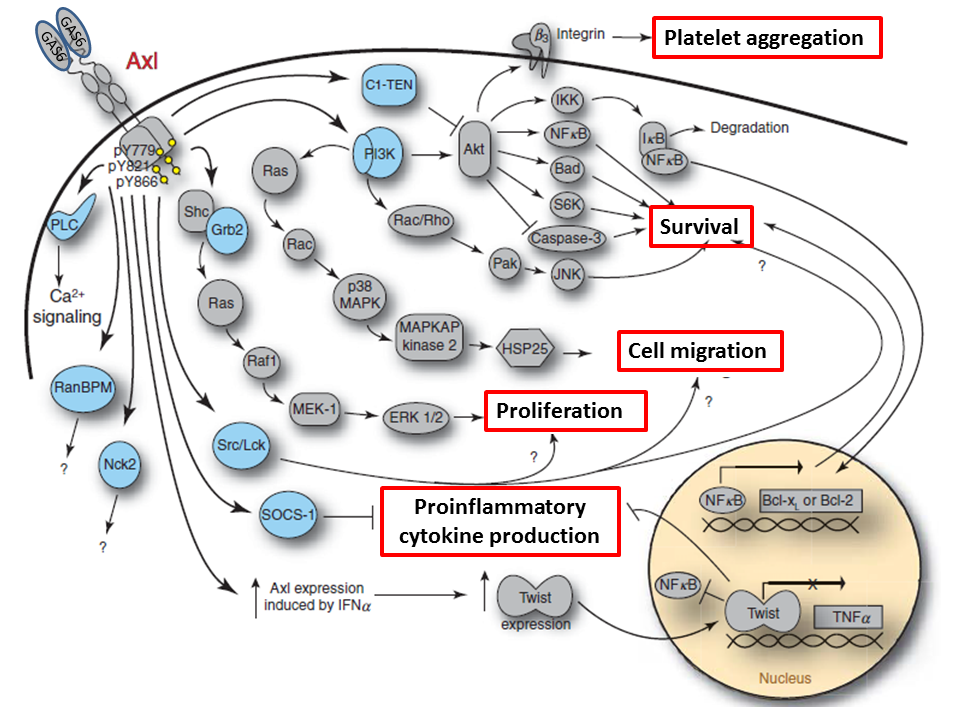 GAS6
GAS6
Axl
β3 Integrin
Platelet aggregation
C1-TEN
IKK
Degradation
IκB
NFκB
NFκB
Akt
Bad
S6K
Caspase-3
Survival
?
pY779
pY821
pY866
PI3K
Ras
Rac/Rho
Pak
JNK
PLC
Ca2+
signaling
Shc
Grb2
Rac
p38
MAPK
MAPKAP
kinase 2
HSP25
Cell migration
?
Ras
Raf1
MEK-1
ERK 1/2
Proliferation
?
RanBPM
?
Nck2
?
Src/Lck
SOCS-1
Proinflammatory
cytokine production
Axl expression
induced by IFNα
Twist
expression
NFκB
Bcl-xL or Bcl-2
NFκB
x
Twist
TNFα
Nucleus